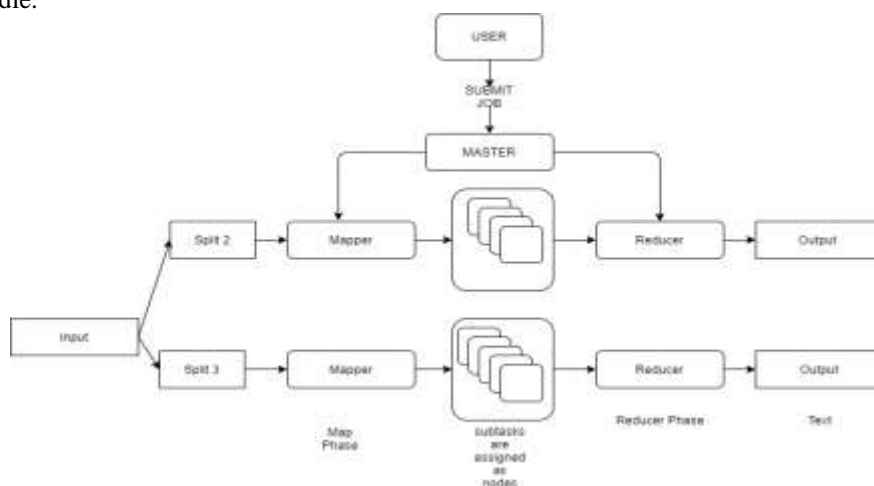 USER
SUBMIT
JOB
MASTER
Split 2
Mapper
Reducer
Output
Input
Split 3
Mapper
Reducer
Output
Map
Phase
subtasks
are
assigned
as
nodes
Reducer Phase
Text